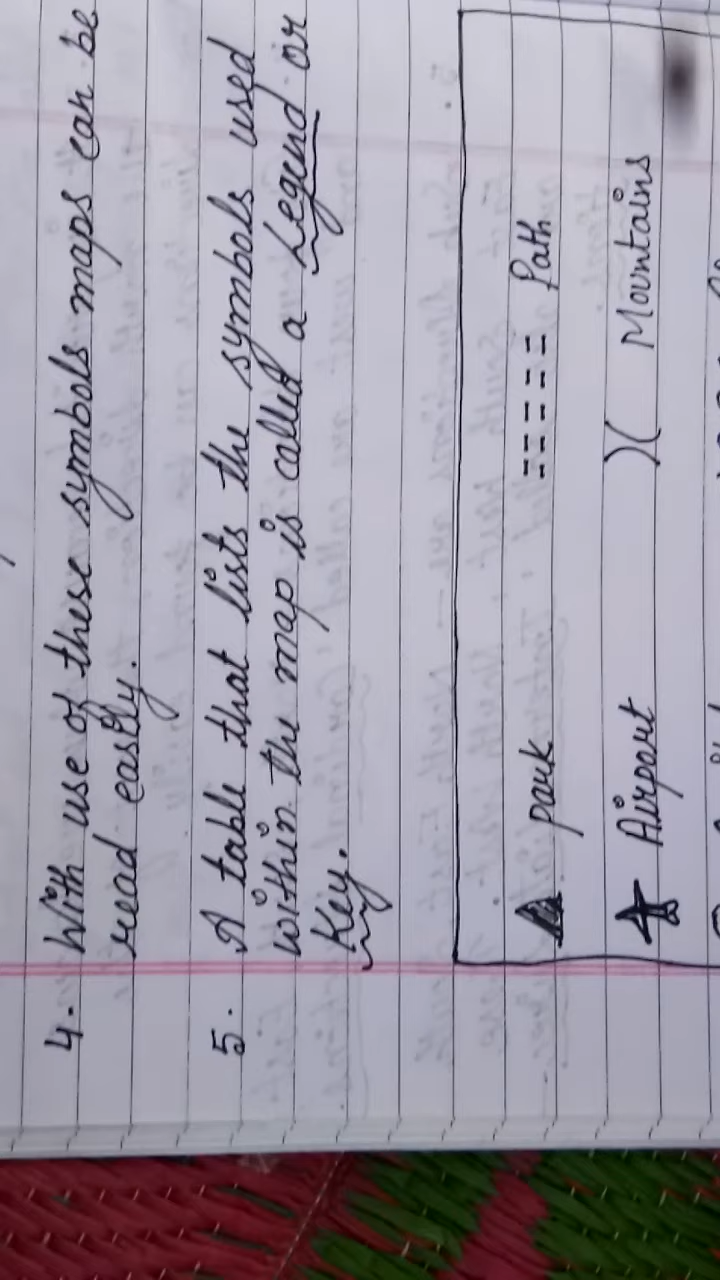 4. With use of these symbols maps can be
read easily.
5. A table that lists the symbols used
within the map is called a Legend or
Key.
park Path
Airport Mountains